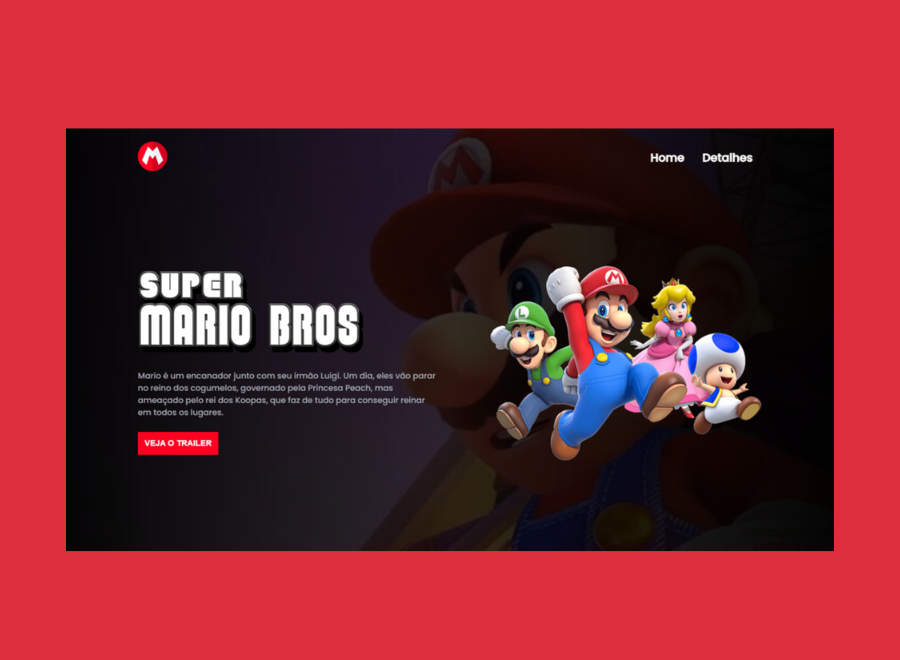 M
Home Detalhes
SUPER
MARIO BROS
Mario é um encanador junto com seu irmão Luigi. Um dia, eles vão parar
no reino dos cogumelos, governado pela Princesa Peach, mas
ameaçado pelo rei dos Koopas, que faz de tudo para conseguir reinar
em todos os lugares.
VEJA O TRAILER
M
L
M